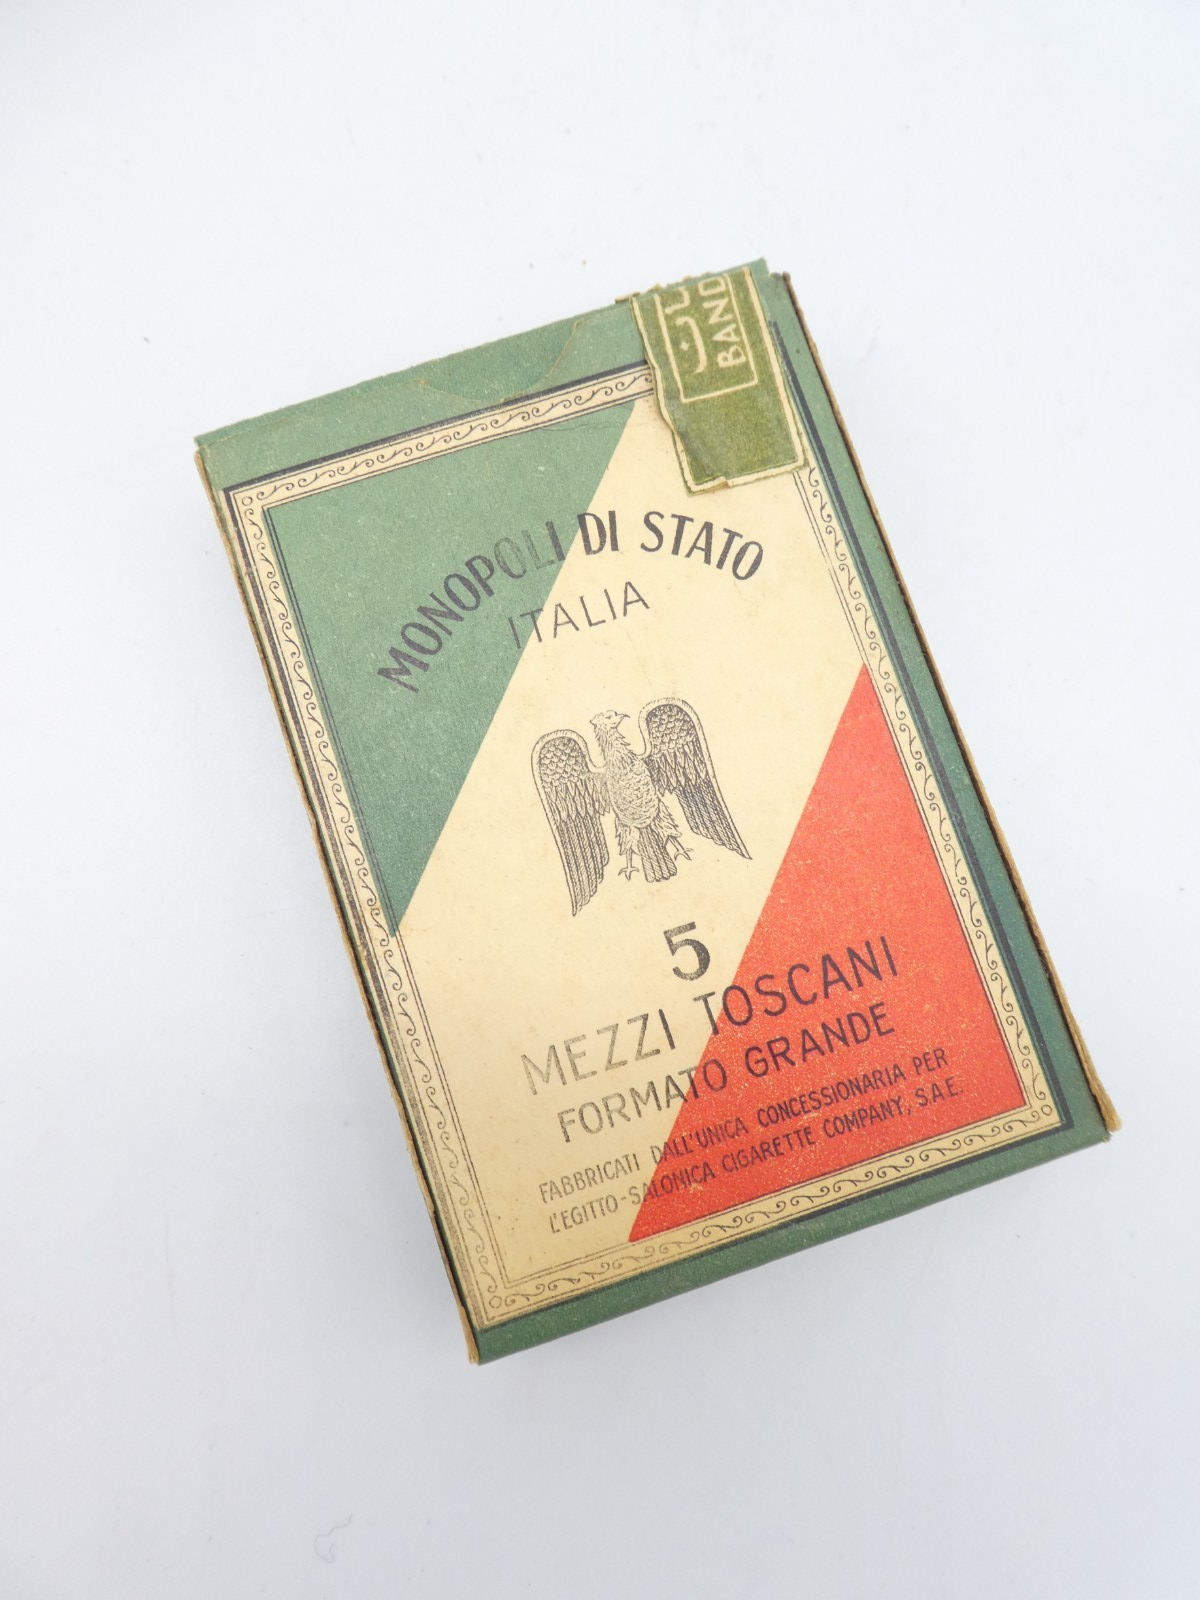 BAND
MONOPOLI DI STATO
ITALIA
5
MEZZI TOSCANI
FORMATO GRANDE
FABBRICATI DALL'UNICA CONCESSIONARIA PER
L'EGITTO-SALONICA CIGARETTE COMPANY, S.A.E.